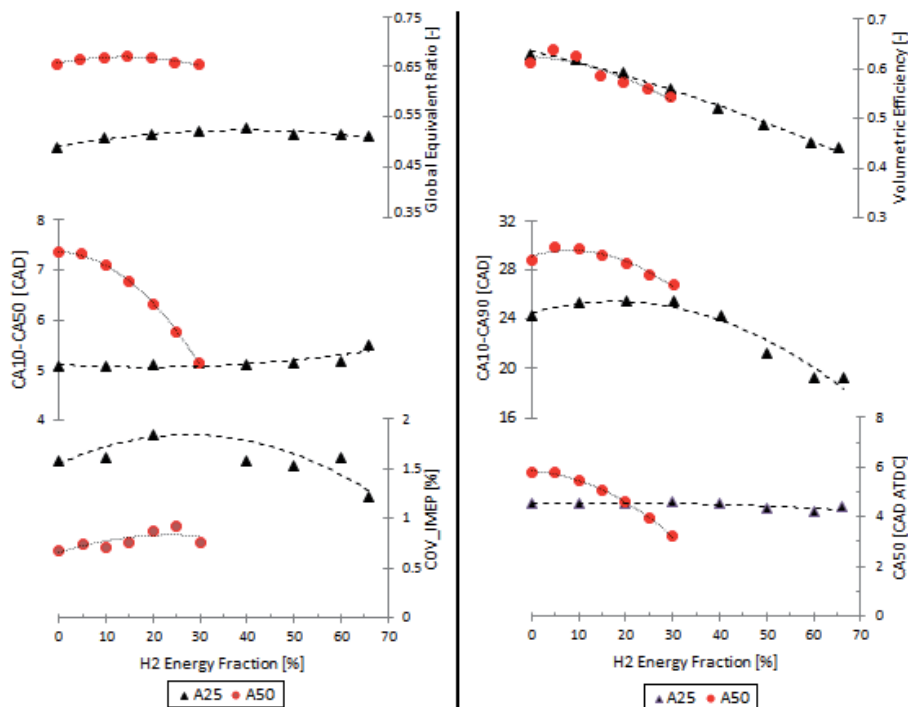 0.75
0.65
0.55
0.45
0.35
Global Equivalent Ratio [-]
8
7
6
5
4
CA10-CA50 [CAD]
2
1.5
1
0.5
0
COV_IMEP [%]
0 10 20 30 40 50 60 70
H2 Energy Fraction [%]
A25 A50
0.7
0.6
0.5
0.4
0.3
Volumetric Efficiency [-]
32
28
24
20
16
CA10-CA90 [CAD]
8
6
4
2
0
CA50 [CAD ATDC]
0 10 20 30 40 50 60 70
H2 Energy Fraction [%]
A25 A50